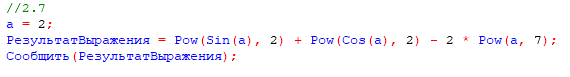 //2.7
а = 2;
РезультатВыражения = Pow(Sin(a), 2) + Pow(Cos(a), 2) - 2 * Pow(a, 7);
Сообщить(РезультатВыражения);